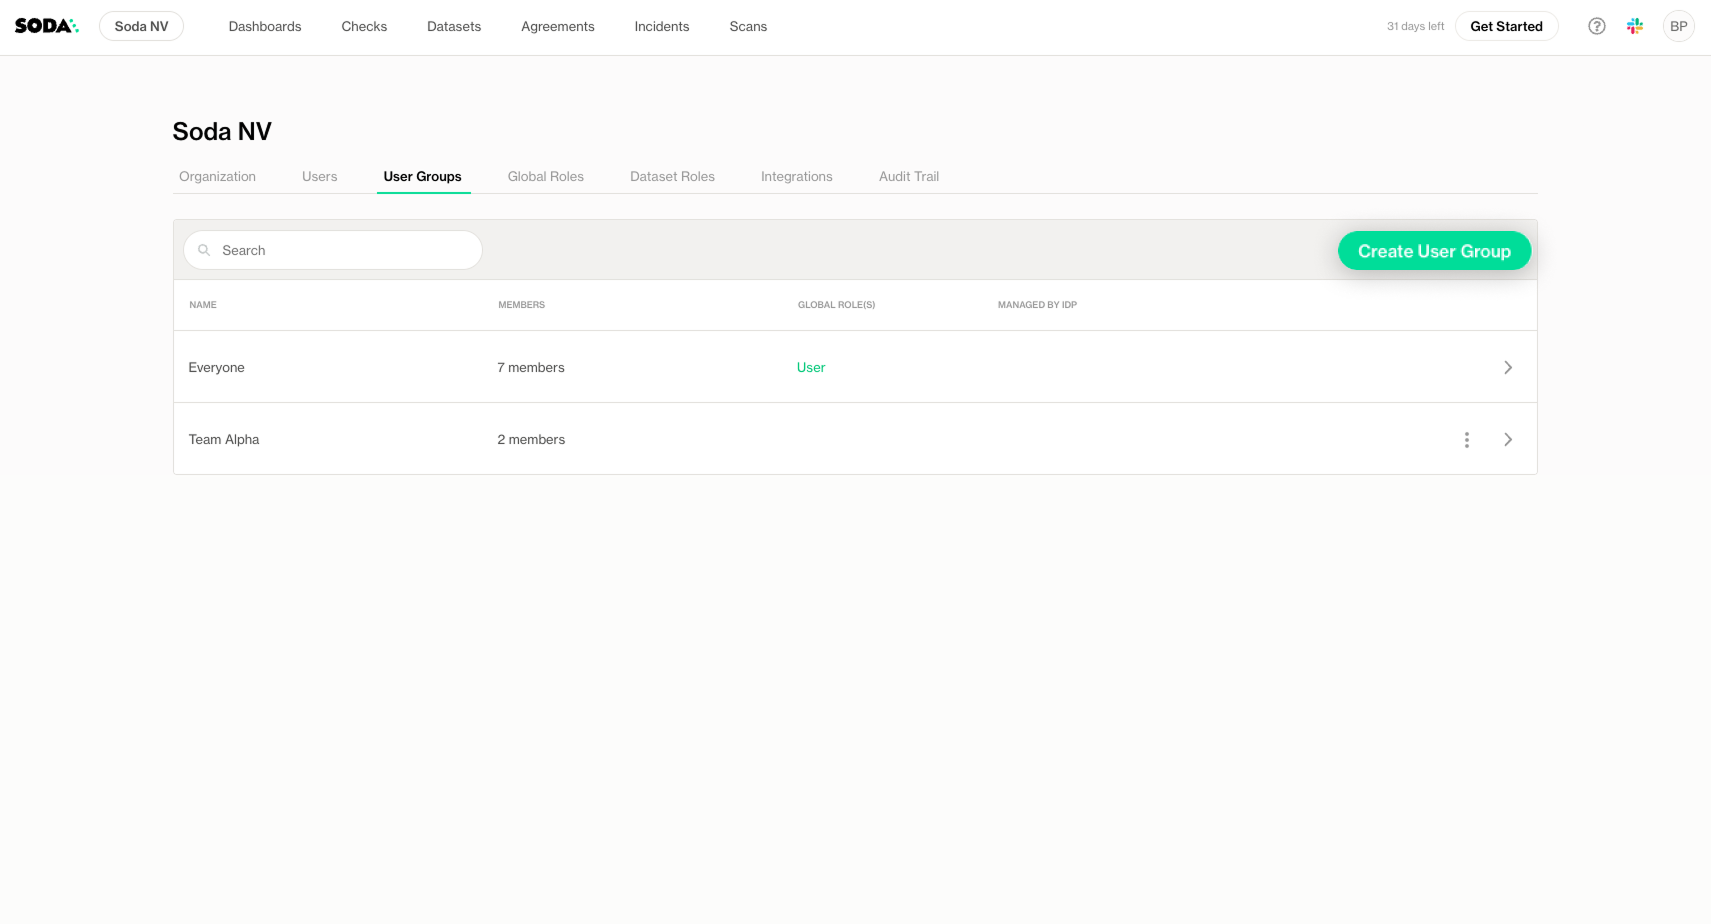 SODA Soda NV Dashboards Checks Datasets Agreements Incidents Scans 31 days left Get Started BP
Soda NV
Organization Users User Groups Global Roles Dataset Roles Integrations Audit Trail
Search Create User Group
NAME MEMBERS GLOBAL ROLE(S) MANAGED BY IDP
Everyone 7 members User
Team Alpha 2 members